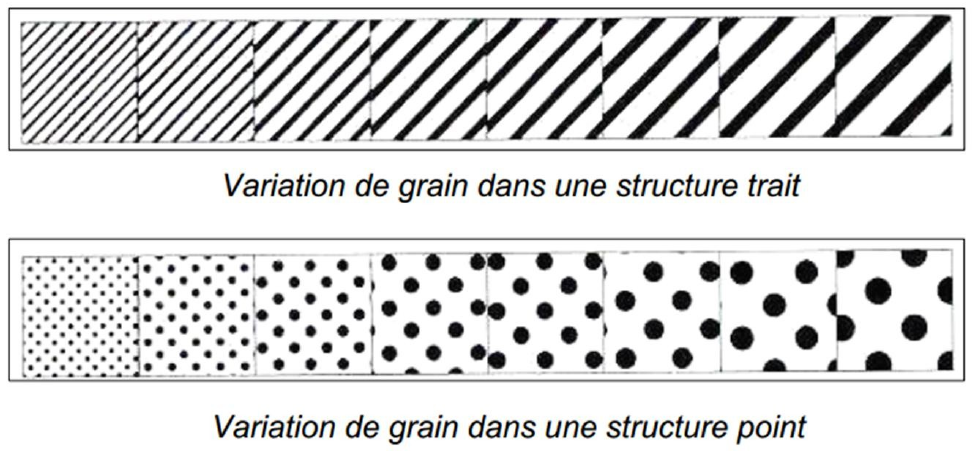 Variation de grain dans une structure trait
Variation de grain dans une structure point